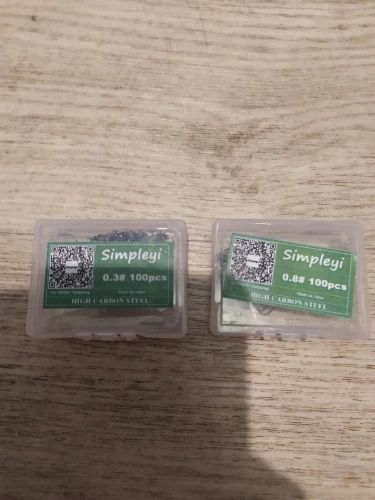 Simpleyi
0.3# 100pcs
HIGH CARBON STEEL
Simpleyi
0.8# 100pcs
HIGH CARBON STEEL